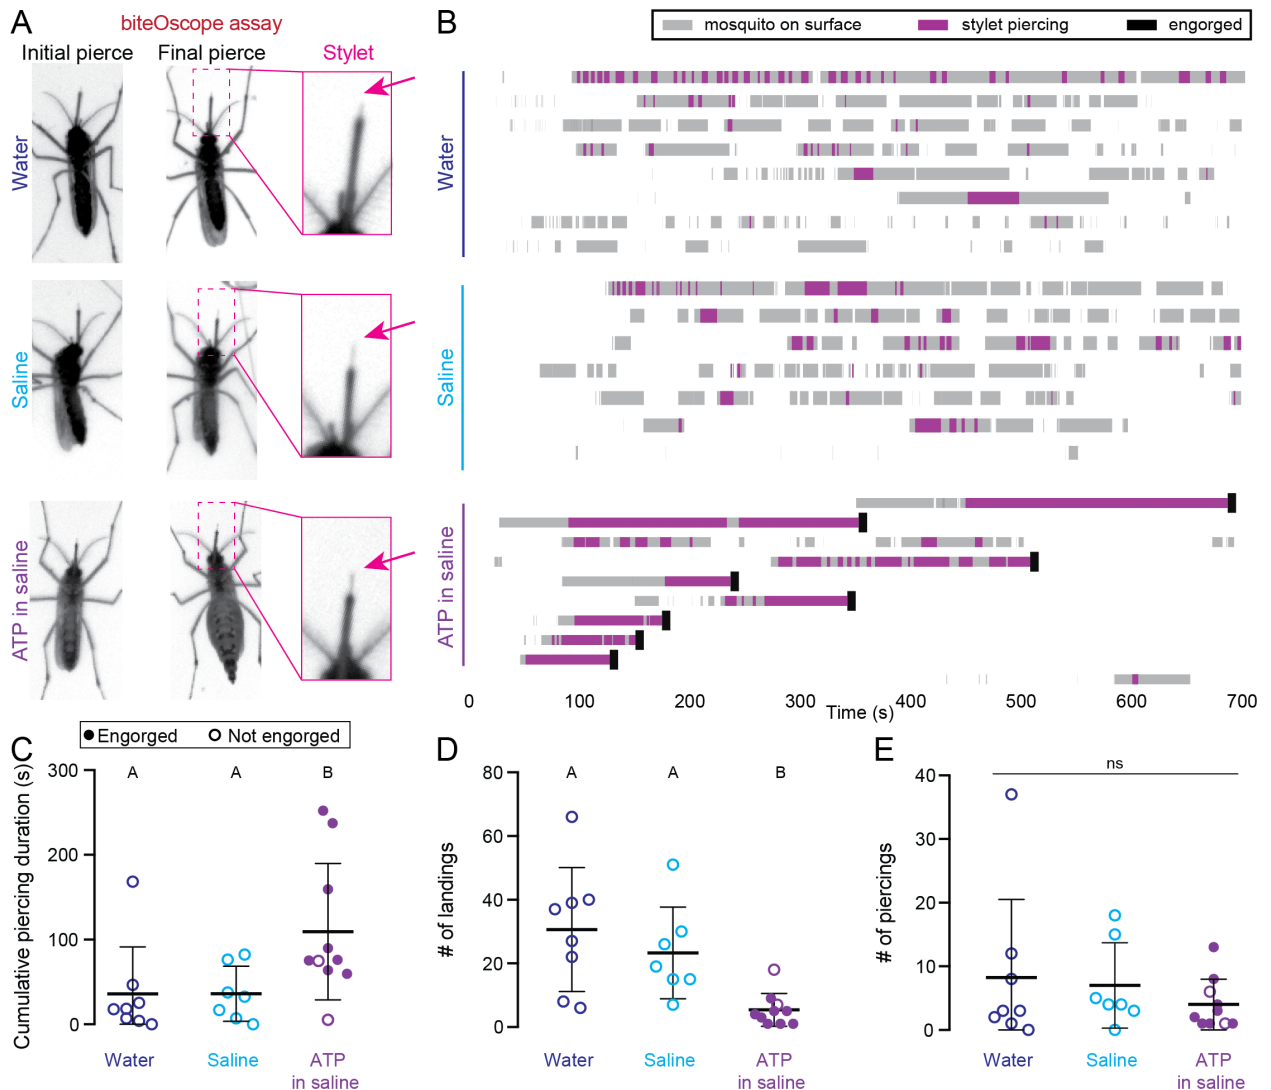 A
biteOscope assay
Initial pierce
Final pierce
Stylet
Water
Saline
ATP in saline
B
mosquito on surface
stylet piercing
engorged
Water
Saline
ATP in saline
0 100 200 300 400 500 600 700
Time (s)
C
Engorged
Not engorged
Cumulative piercing duration (s)
300
200
100
0
A A B
Water
Saline
ATP
in saline
D
# of landings
80
60
40
20
0
A A B
Water
Saline
ATP
in saline
E
# of piercings
40
30
20
10
0
ns
Water
Saline
ATP
in saline